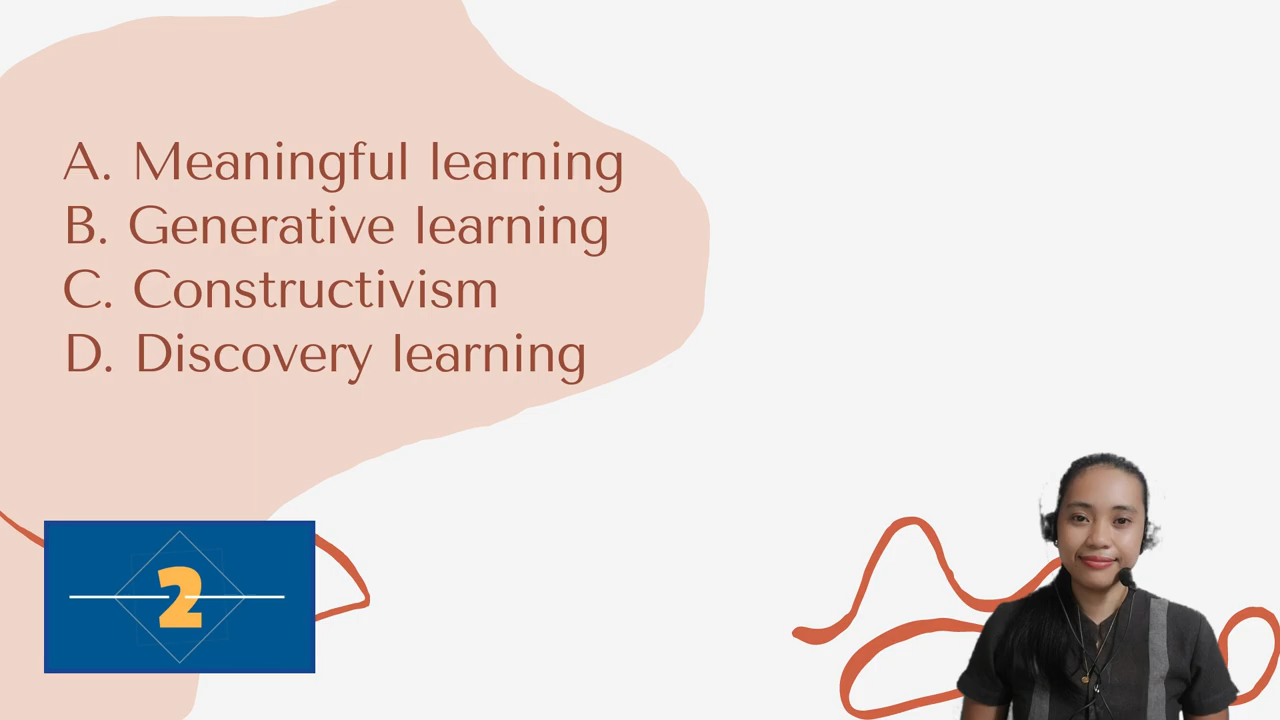 A. Meaningful learning
B. Generative learning
C. Constructivism
D. Discovery learning
2